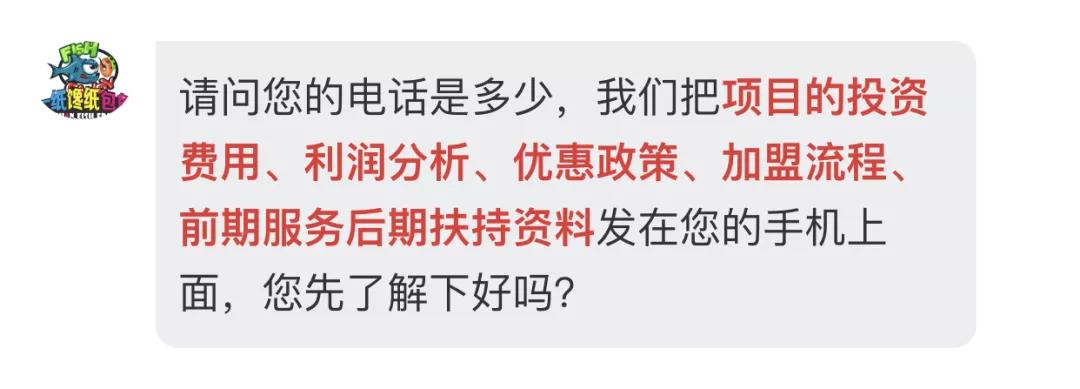 FISH
纸馋纸包
请问您的电话是多少，我们把项目的投资
费用、利润分析、优惠政策、加盟流程、
前期服务后期扶持资料发在您的手机上
面，您先了解下好吗？